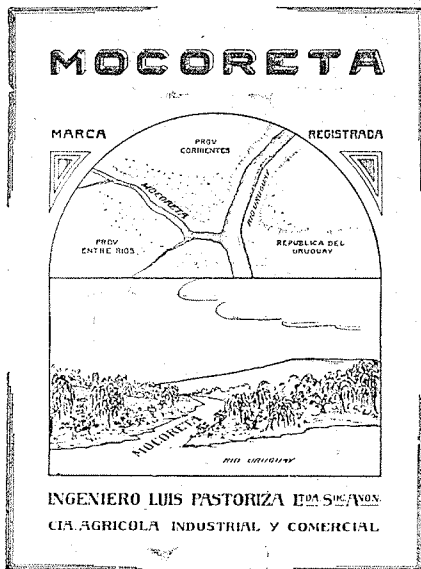 MOCORETA
MARCA
REGISTRADA
PROV
CORRIENTES
MOCORETA
RIO URUGUAY
PROV
ENTRE RIOS
REPUBLICA DEL
URUGUAY
MOCORETA
RIO URUGUAY
INGENIERO LUIS PASTORIZA LTDA. SOC. ANON.
CIA. AGRICOLA INDUSTRIAL Y COMERCIAL